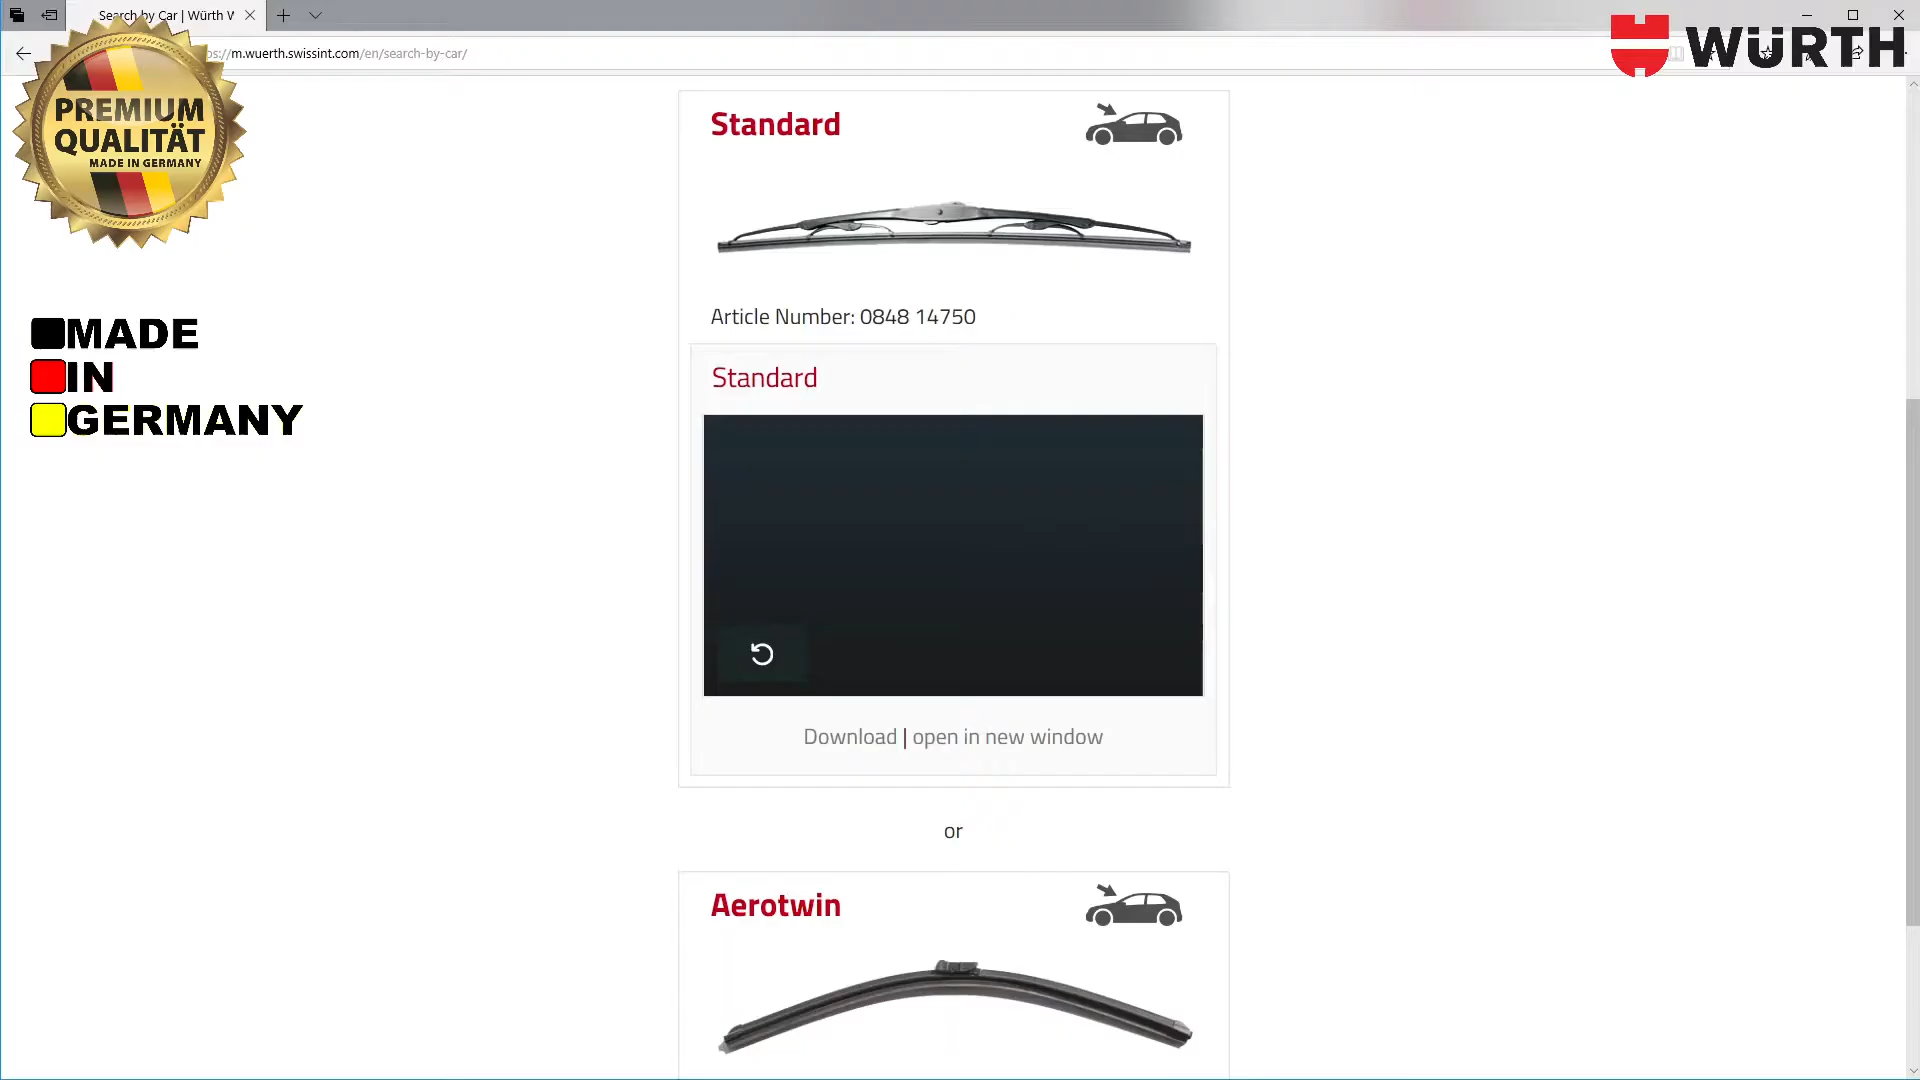 Search by Car | Würth W
ps://m.wuerth.swissint.com/en/search-by-car/
WÜRTH
PREMIUM
QUALITÄT
MADE IN GERMANY
MADE
IN
GERMANY
Standard
Article Number: 0848 14750
Standard
Download | open in new window
or
Aerotwin